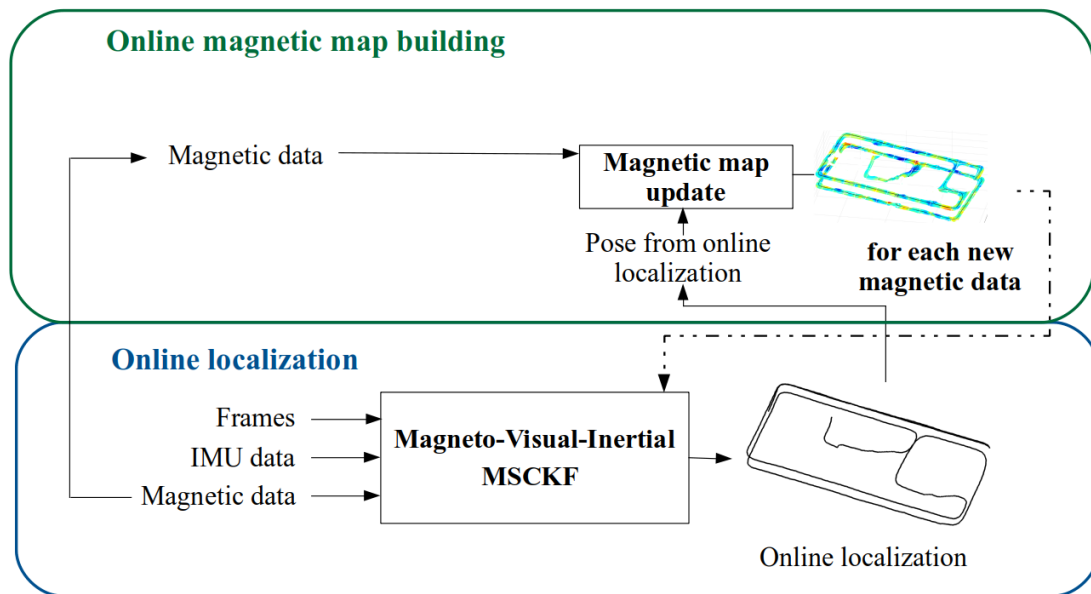 Online magnetic map building
Magnetic data
Magnetic map
update
Pose from online
localization
for each new
magnetic data
Online localization
Frames
IMU data
Magnetic data
Magneto-Visual-Inertial
MSCKF
Online localization